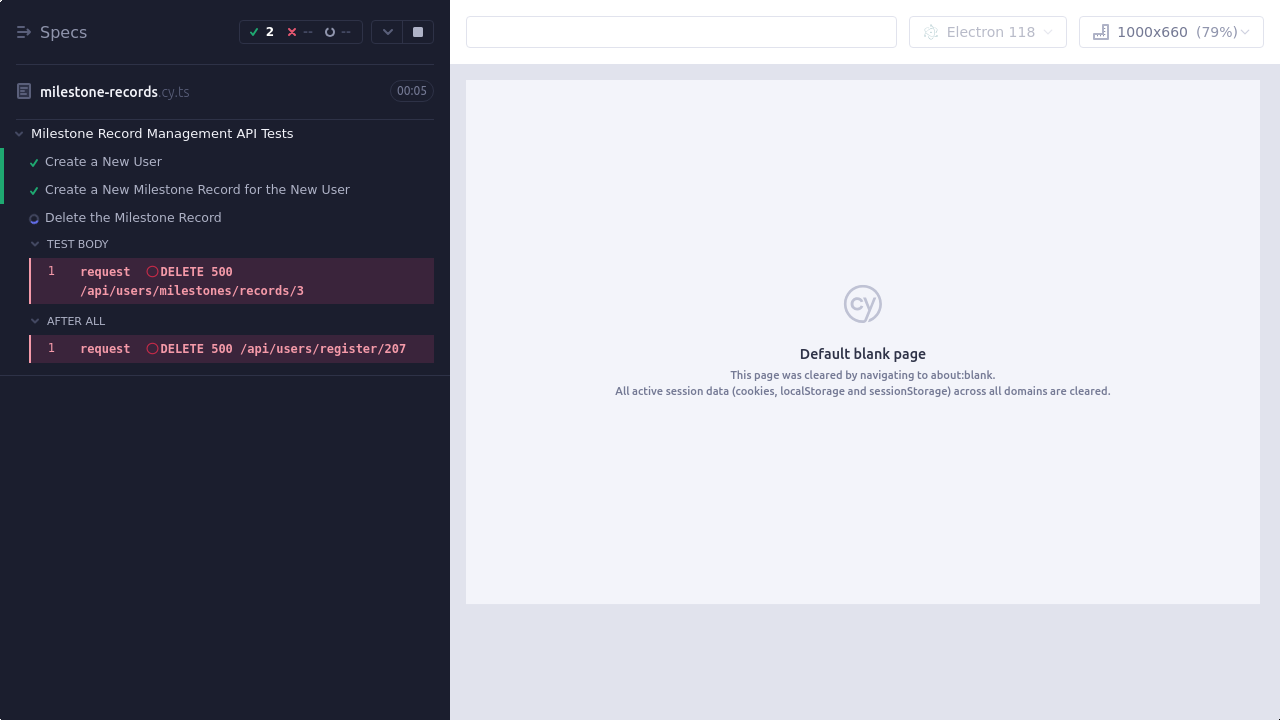 Specs
2
--
--
Electron 118
1000x660 (79%)
milestone-records.cy.ts
00:05
Milestone Record Management API Tests
Create a New User
Create a New Milestone Record for the New User
Delete the Milestone Record
TEST BODY
1 request DELETE 500
/api/users/milestones/records/3
AFTER ALL
1 request DELETE 500 /api/users/register/207
cy
Default blank page
This page was cleared by navigating to about:blank.
All active session data (cookies, localStorage and sessionStorage) across all domains are cleared.